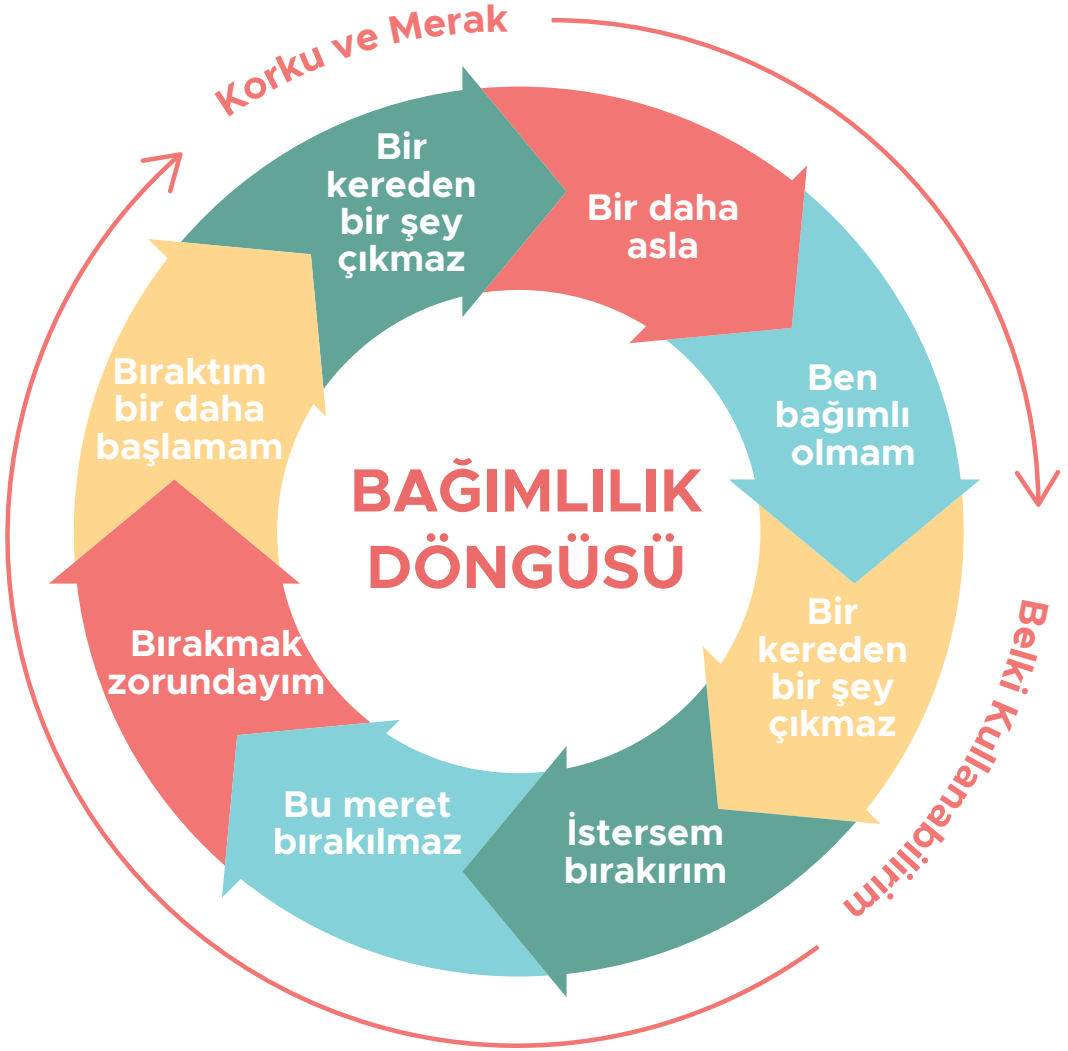 Korku ve Merak
Bir
kereden
bir şey
çıkmaz
Bir daha
asla
Ben
bağımlı
olmam
Bir
kereden
bir şey
çıkmaz
İstersem
bırakırım
Bu meret
bırakılmaz
Bırakmak
zorundayım
Bıraktım
bir daha
başlamam
BAĞIMLILIK
DÖNGÜSÜ
Belki Kullanabilirim